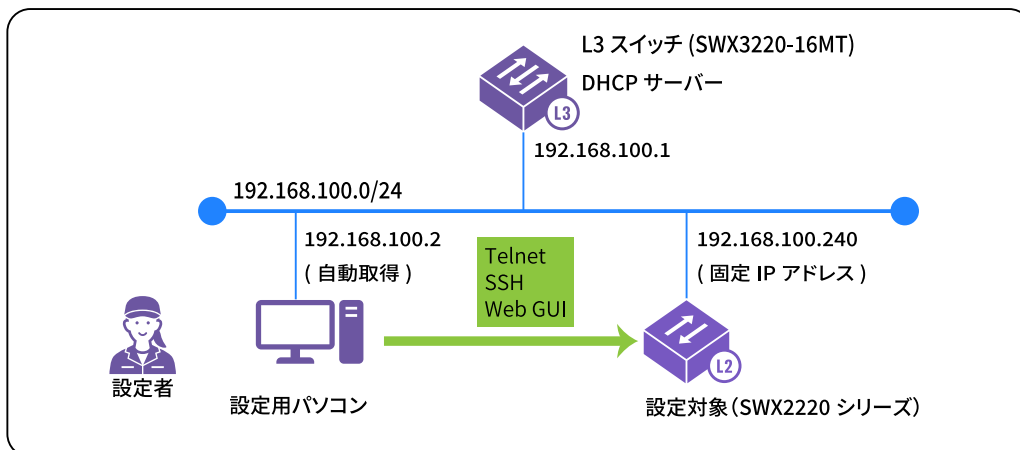 L3 スイッチ (SWX3220-16MT)
DHCP サーバー
L3
192.168.100.1
192.168.100.0/24
192.168.100.2
( 自動取得 )
Telnet
SSH
Web GUI
192.168.100.240
( 固定 IP アドレス )
L2
設定者
設定用パソコン
設定対象（SWX2220 シリーズ）